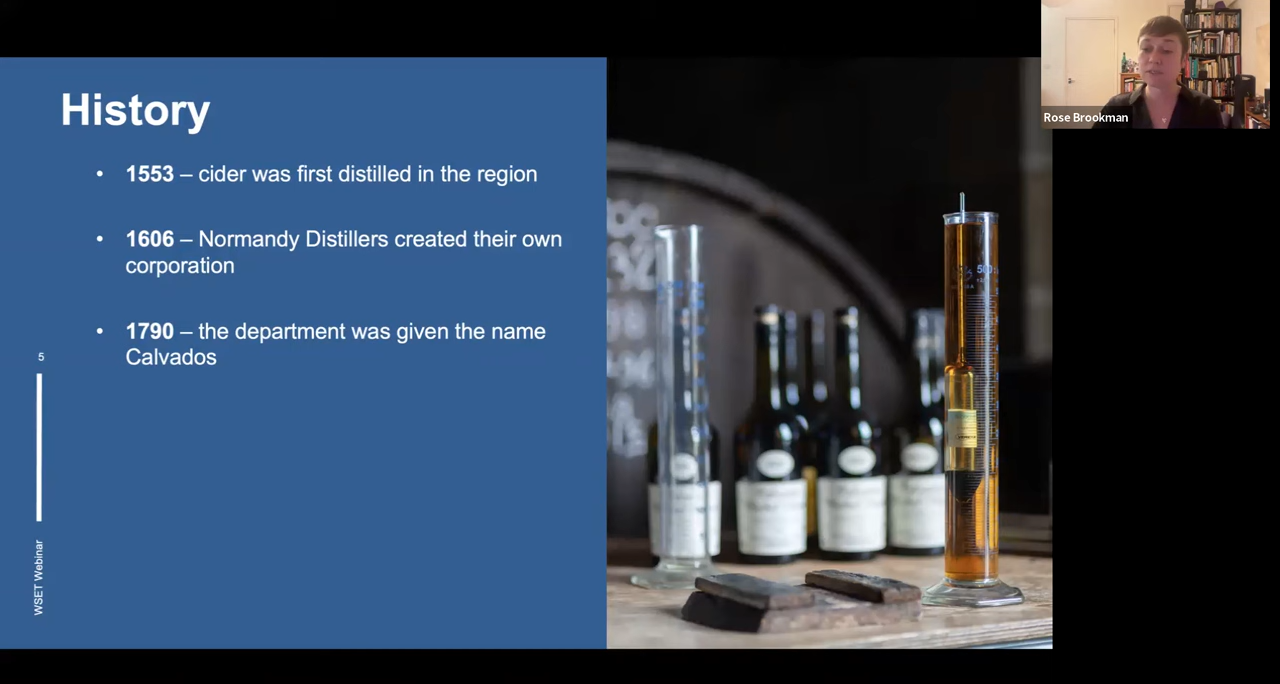 History
• 1553 – cider was first distilled in the region
• 1606 – Normandy Distillers created their own
corporation
• 1790 – the department was given the name
Calvados
5
WSET Webinar
Rose Brookman
500